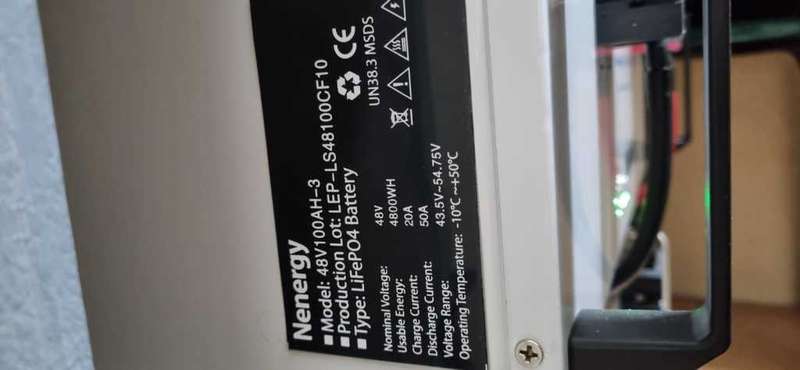 Nenergy
■ Model: 48V100AH-3
■ Production Lot: LEP-LS48100CF10
■ Type: LiFePO4 Battery
Nominal Voltage: 48V
Usable Energy: 4800WH
Charge Current: 20A
Discharge Current: 50A
Voltage Range: 43.5V~54.75V
Operating Temperature: -10℃ ~+50℃
CE
UN38.3 MSDS